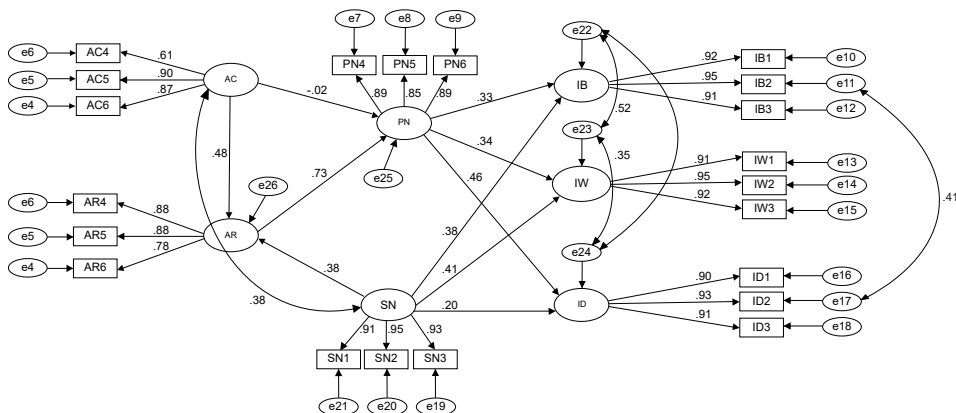 e7 e8 e9 e22
e6 AC4 .61 PN4 PN5 PN6 .92 IB1 e10
e5 AC5 .90 AC -.02 .89 .85 .89 .33 IB .95 IB2 e11
e4 AC6 .87 PN .91 IB3 e12
.52
e23
.48 .73 e25 .34 .35 .91 IW1 e13
e26 .46 IW .95 IW2 e14
e6 AR4 .88 .92 IW3 e15
.41
e5 AR5 .88 AR .38
e4 AR6 .78 .38 .41 e24
.38 SN .20 ID .90 ID1 e16
.93 ID2 e17
.91 .95 .93 .91 ID3 e18
SN1 SN2 SN3
e21 e20 e19